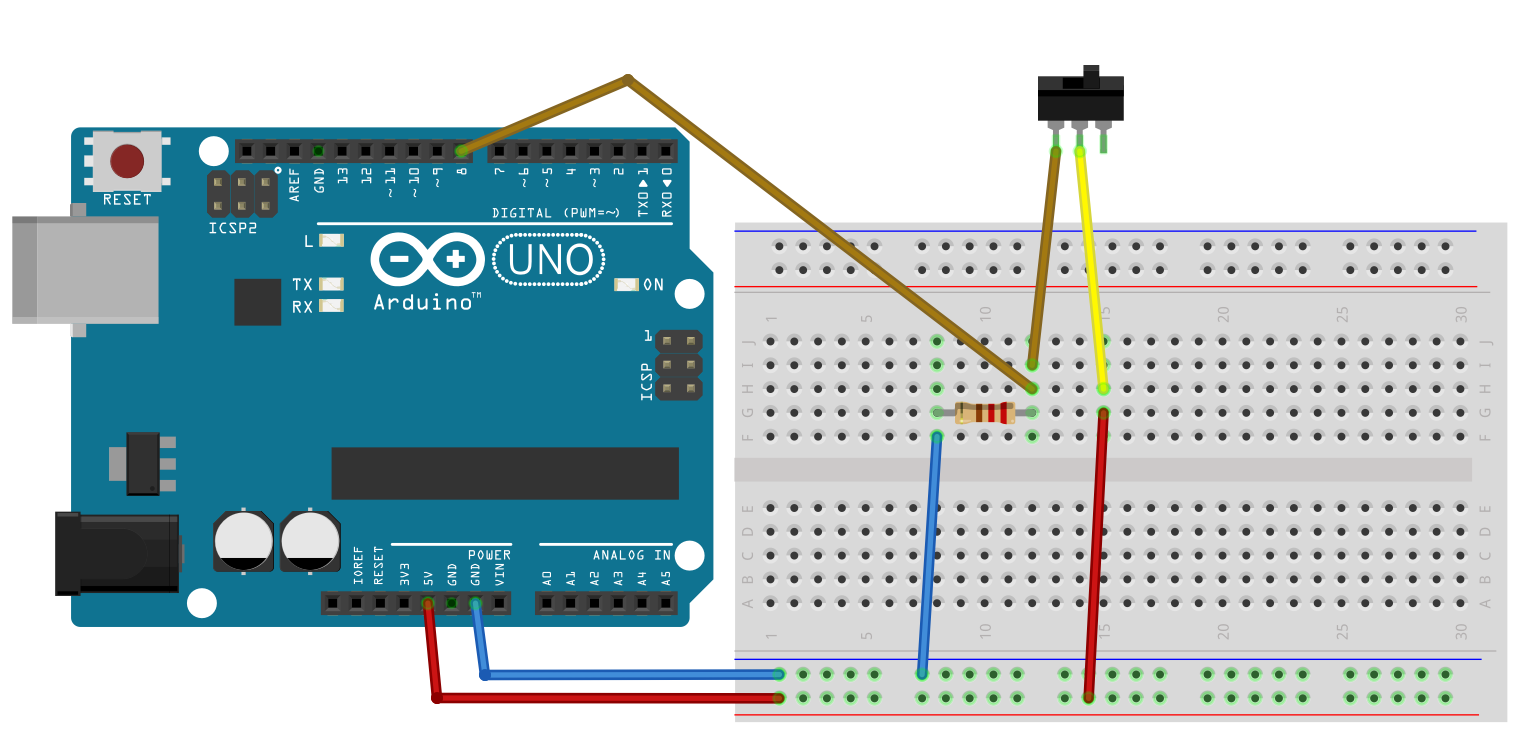 RESET
ICSP2
AREF
GND
13
12
~11
~10
~9
8
7
~6
~5
4
~3
2
TX0▶1
RX0◀0
DIGITAL (PWM=~)
L
TX
RX
UNO
Arduino™
ON
1
ICSP
IOREF
RESET
3V3
5V
GND
GND
VIN
POWER
ANALOG IN
A0
A1
A2
A3
A4
A5
1 5 10 15 20 25 30
J J
I I
H H
G G
F F
E E
D D
C C
B B
A A
1 5 10 15 20 25 30